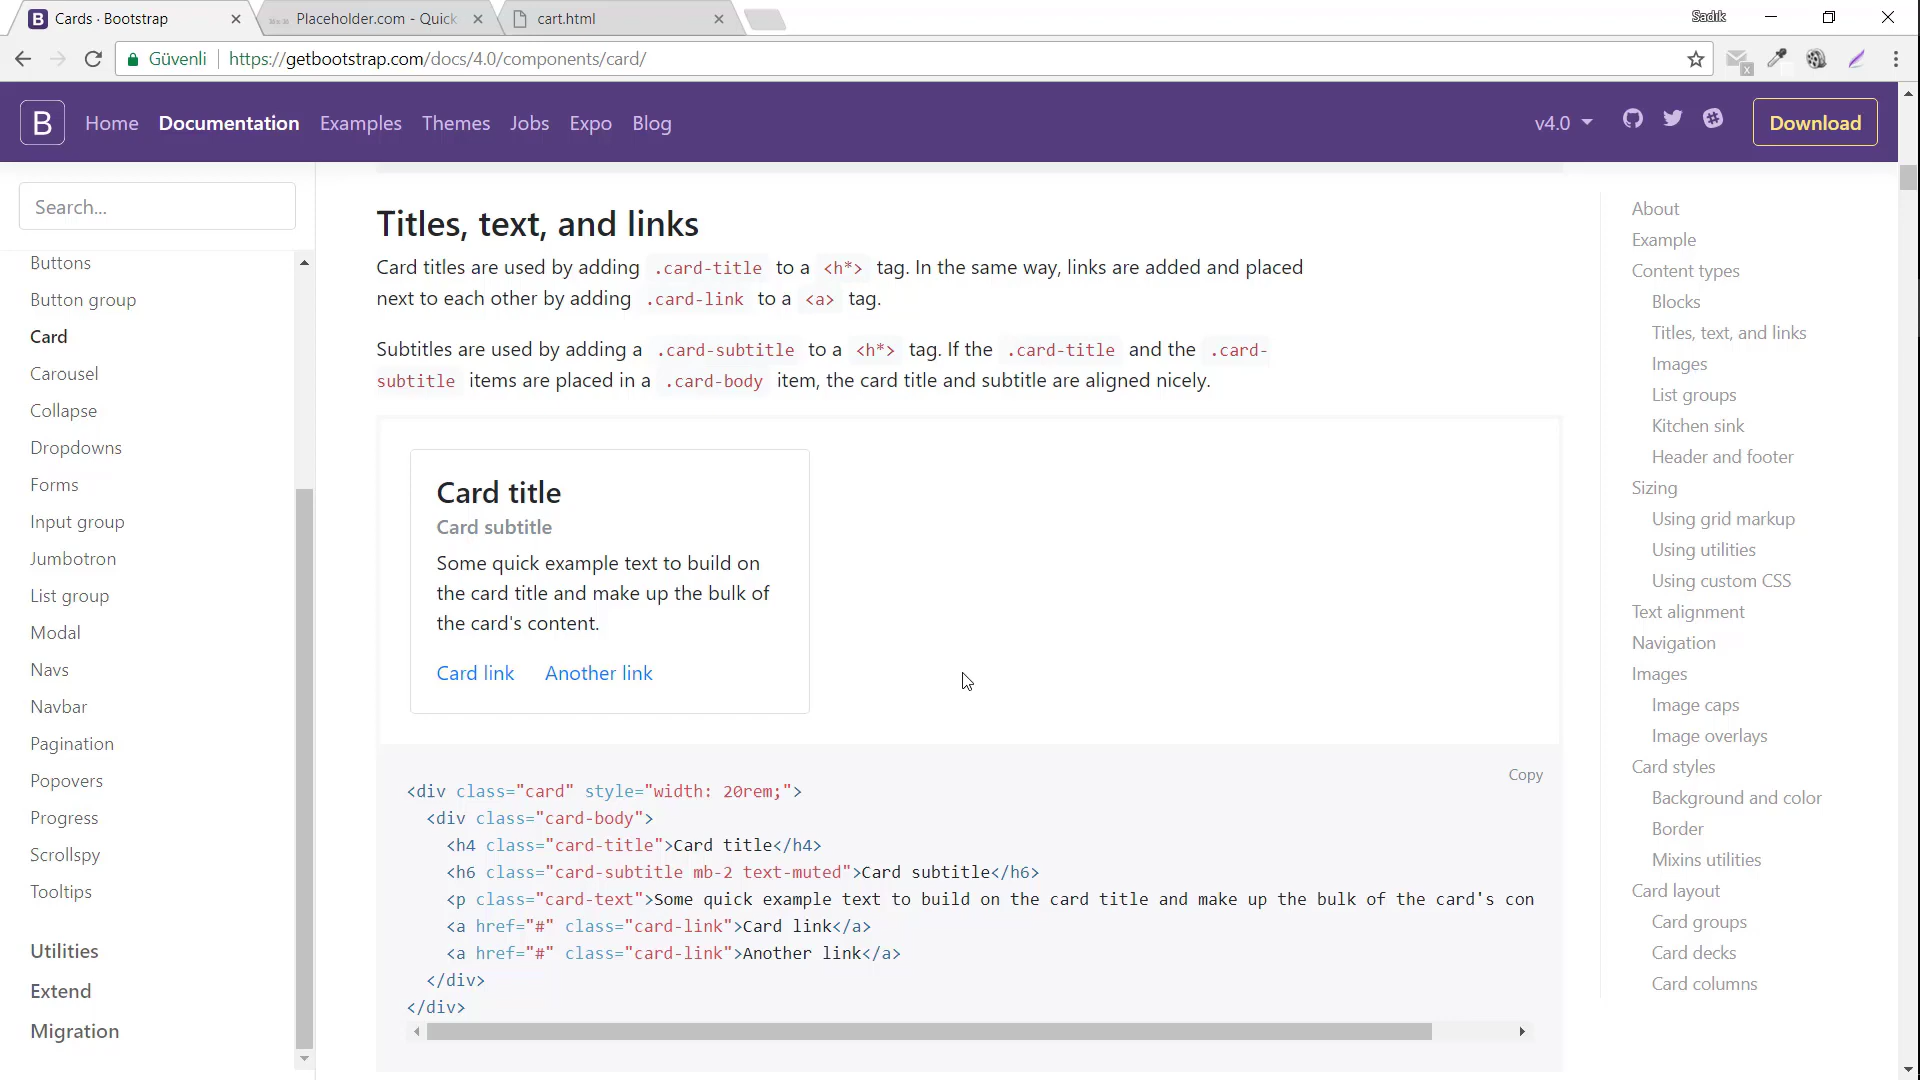 Cards · Bootstrap
Placeholder.com - Quick
cart.html
Sadık
Güvenli
https://getbootstrap.com/docs/4.0/components/card/
B
Home
Documentation
Examples
Themes
Jobs
Expo
Blog
v4.0
Download
Search...
Buttons
Button group
Card
Carousel
Collapse
Dropdowns
Forms
Input group
Jumbotron
List group
Modal
Navs
Navbar
Pagination
Popovers
Progress
Scrollspy
Tooltips
Utilities
Extend
Migration
Titles, text, and links
Card titles are used by adding .card-title to a <h*> tag. In the same way, links are added and placed
next to each other by adding .card-link to a <a> tag.
Subtitles are used by adding a .card-subtitle to a <h*> tag. If the .card-title and the .card-
subtitle items are placed in a .card-body item, the card title and subtitle are aligned nicely.
Card title
Card subtitle
Some quick example text to build on
the card title and make up the bulk of
the card's content.
Card link
Another link
Copy
<div class="card" style="width: 20rem;">
<div class="card-body">
<h4 class="card-title">Card title</h4>
<h6 class="card-subtitle mb-2 text-muted">Card subtitle</h6>
<p class="card-text">Some quick example text to build on the card title and make up the bulk of the card's con
<a href="#" class="card-link">Card link</a>
<a href="#" class="card-link">Another link</a>
</div>
</div>
About
Example
Content types
Blocks
Titles, text, and links
Images
List groups
Kitchen sink
Header and footer
Sizing
Using grid markup
Using utilities
Using custom CSS
Text alignment
Navigation
Images
Image caps
Image overlays
Card styles
Background and color
Border
Mixins utilities
Card layout
Card groups
Card decks
Card columns